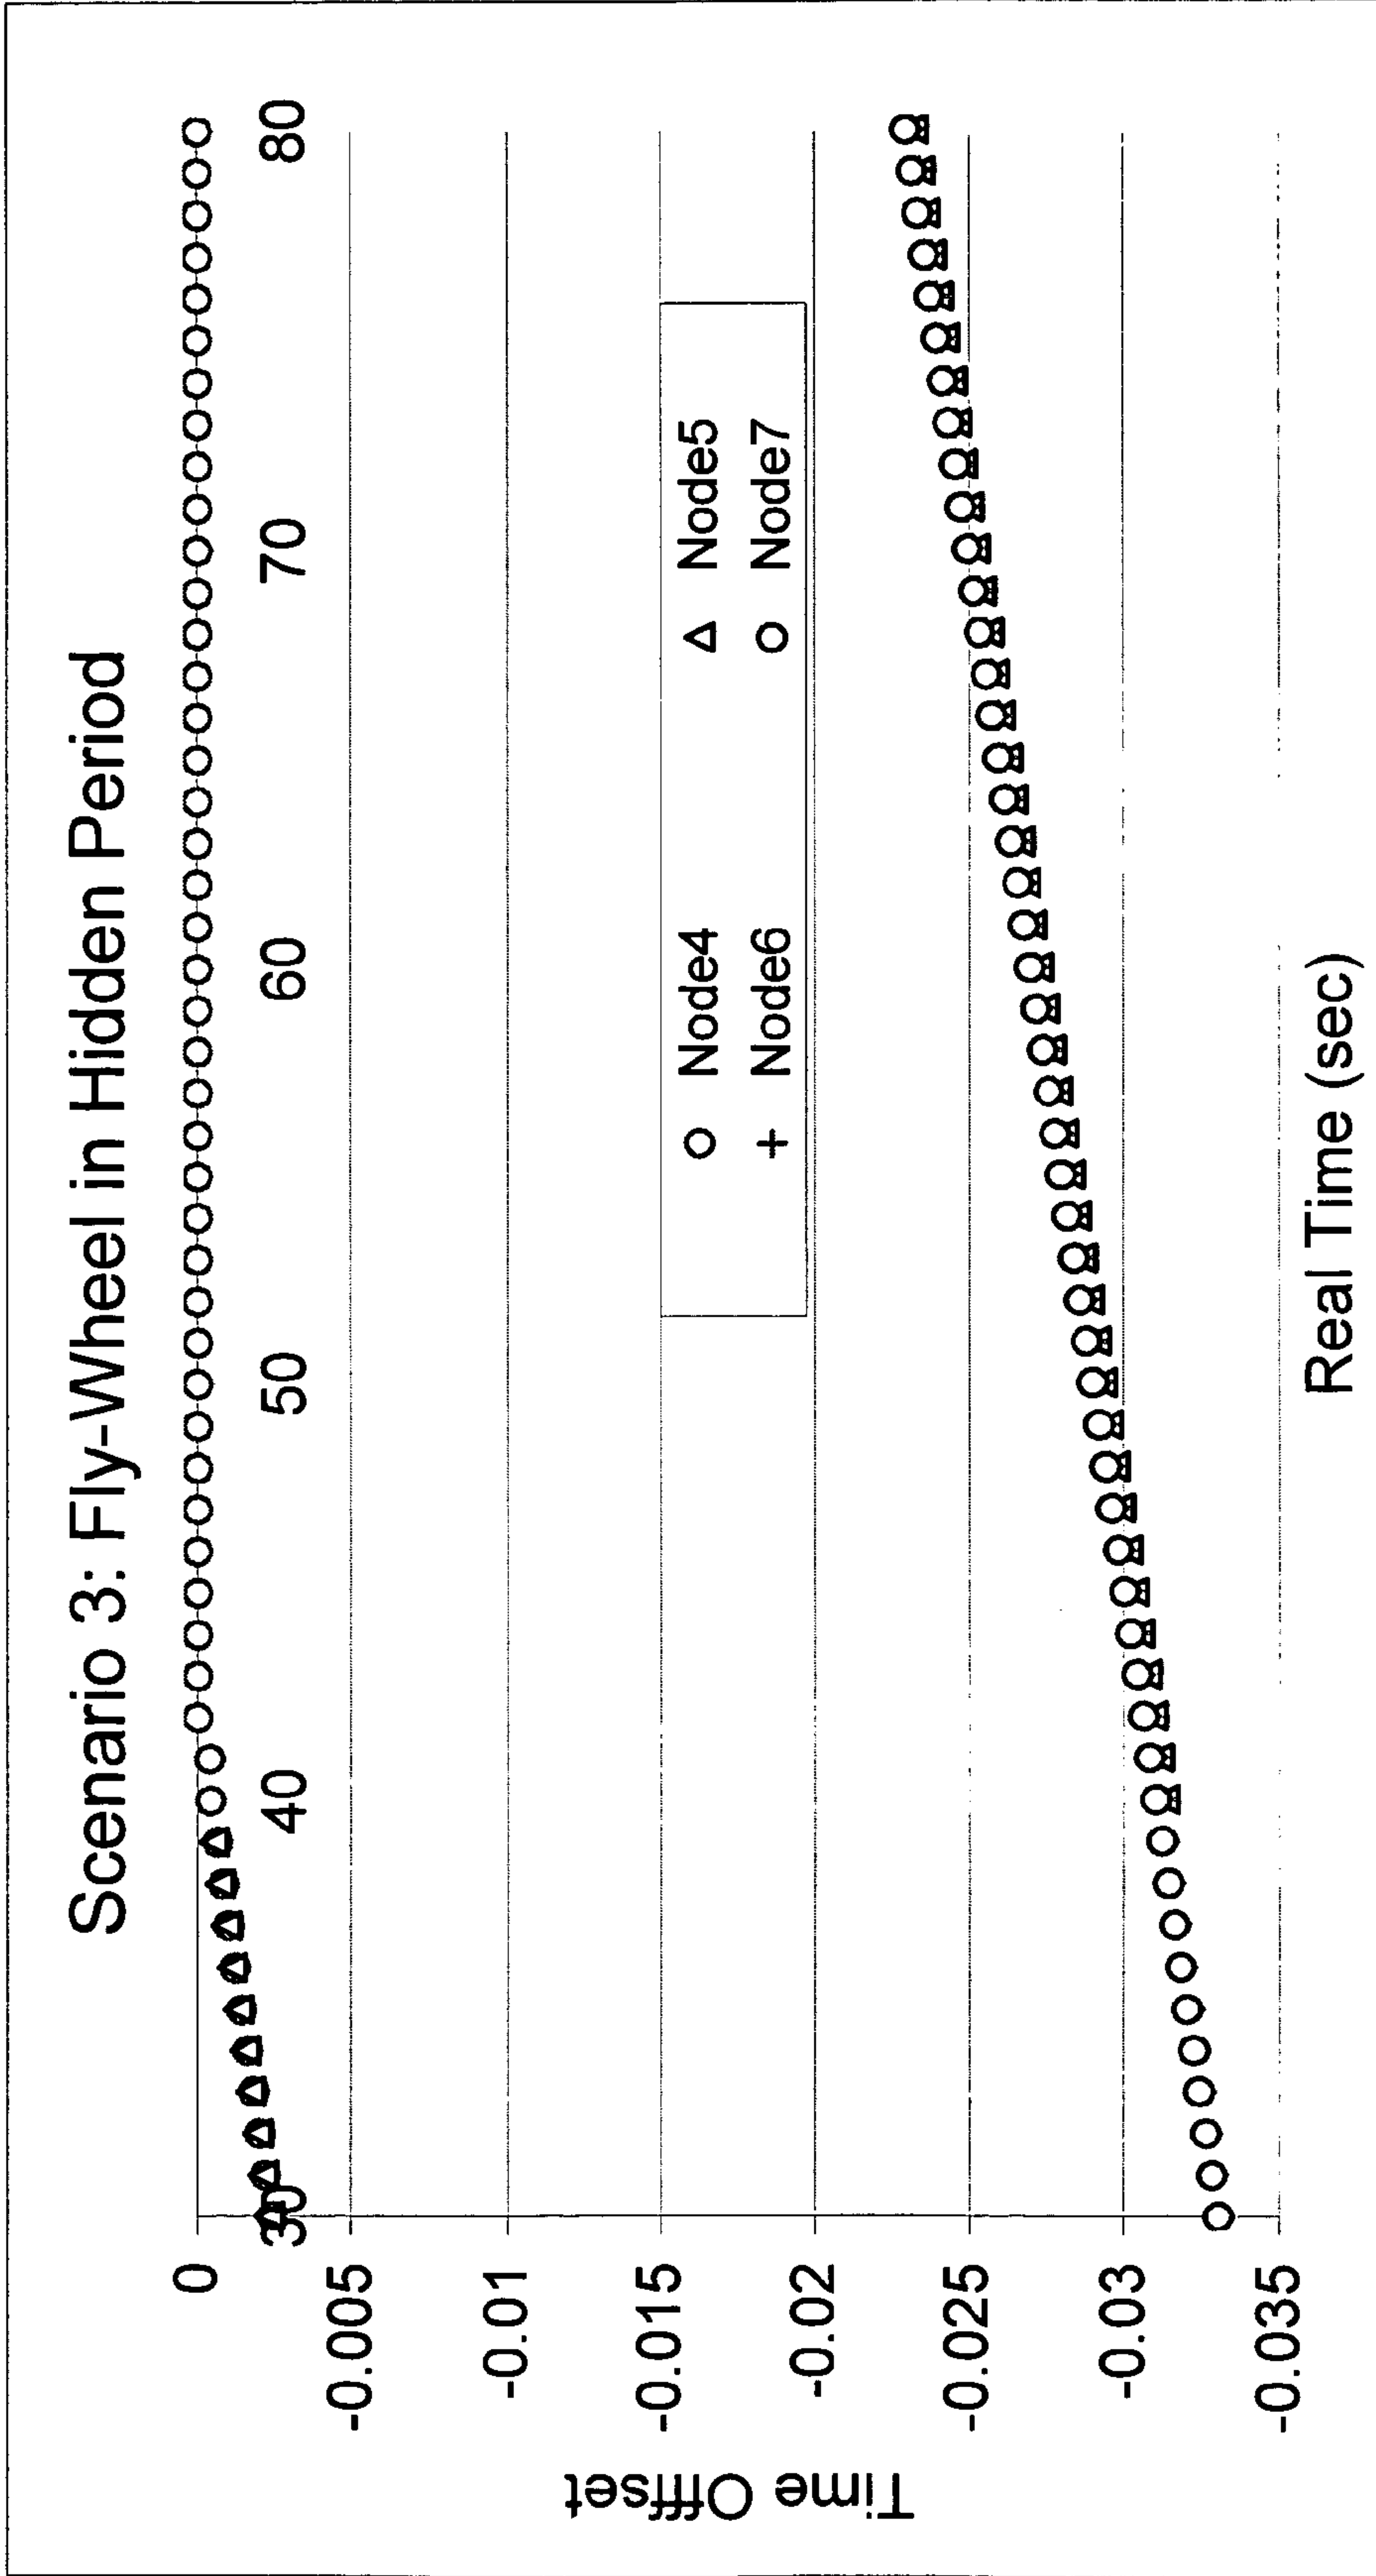 Scenario 3: Fly-Wheel in Hidden Period
0
-0.005
-0.01
-0.015
-0.02
-0.025
-0.03
-0.035
30 40 50 60 70 80
Time Offset
Node4 Node5
Node6 Node7
Real Time (sec)